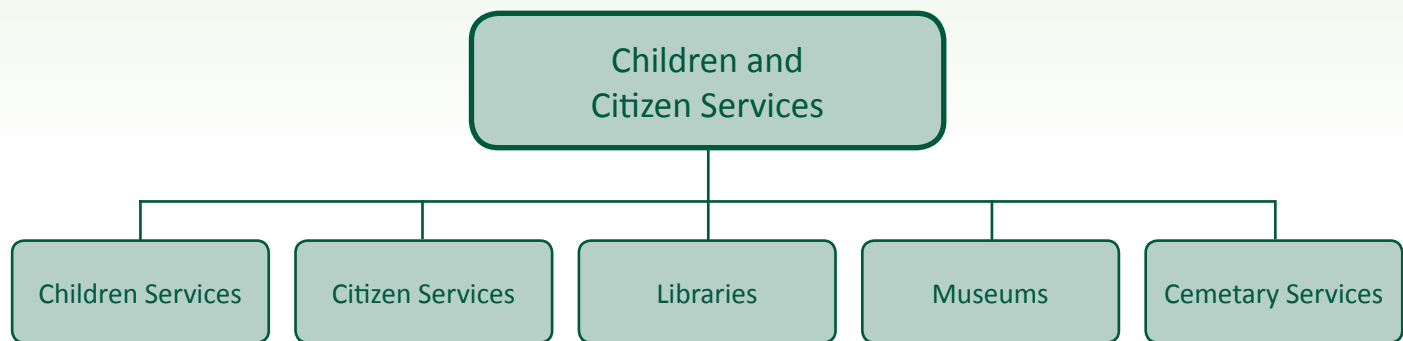 Children and
Citizen Services
Children Services
Citizen Services
Libraries
Museums
Cemetary Services